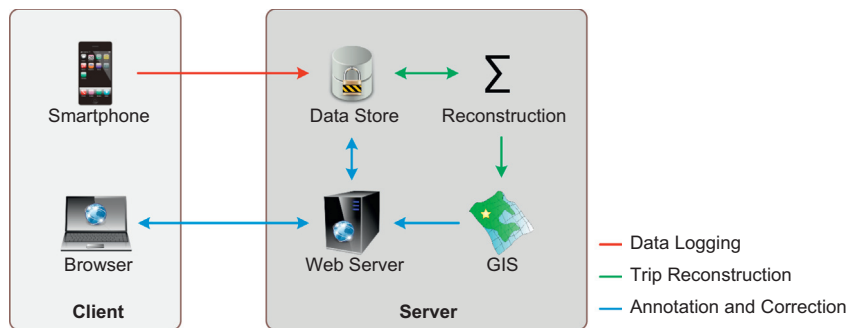 Smartphone
Data Store
Σ
Reconstruction
Browser
Web Server
GIS
Client
Server
Data Logging
Trip Reconstruction
Annotation and Correction